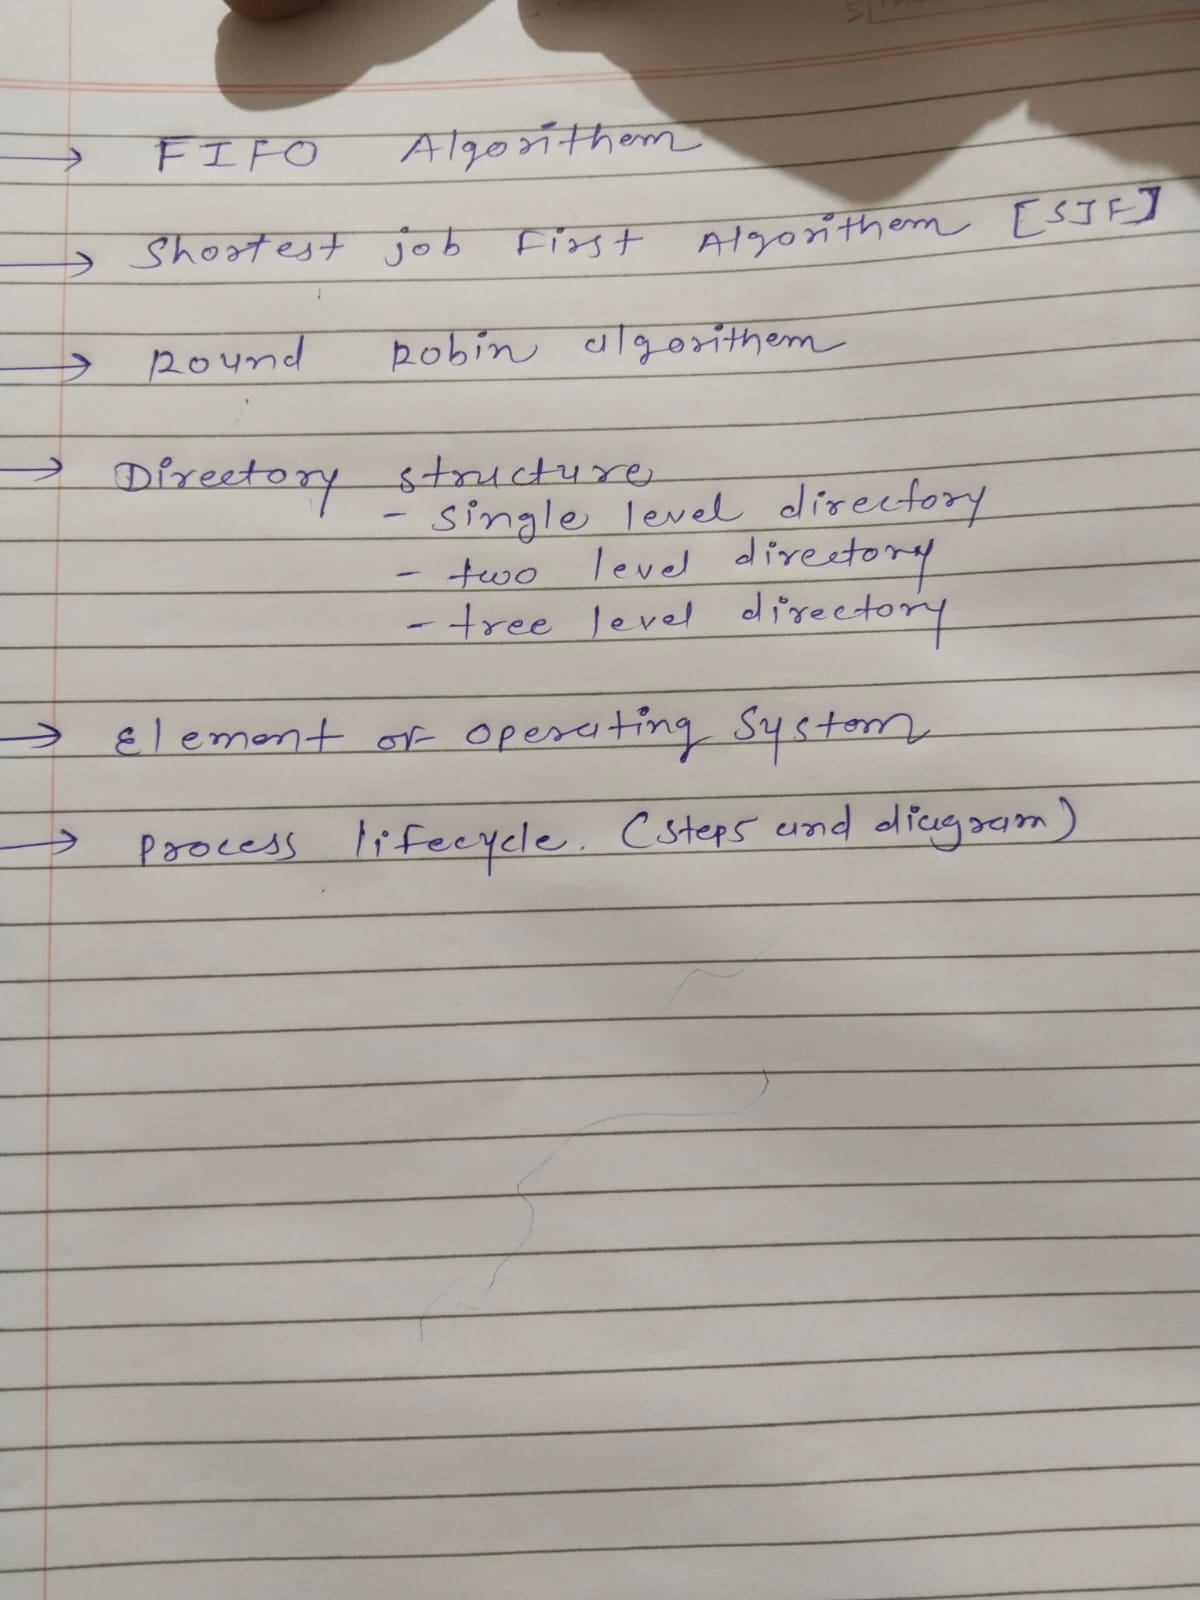 → FIFO Algorithem
→ Shortest job First Algorithem [SJF]
→ Round Robin algorithem
→ Directory structure
- single level directory
- two level directory
- tree level directory
→ Element of operating System
→ process lifecycle. (steps and diagram)